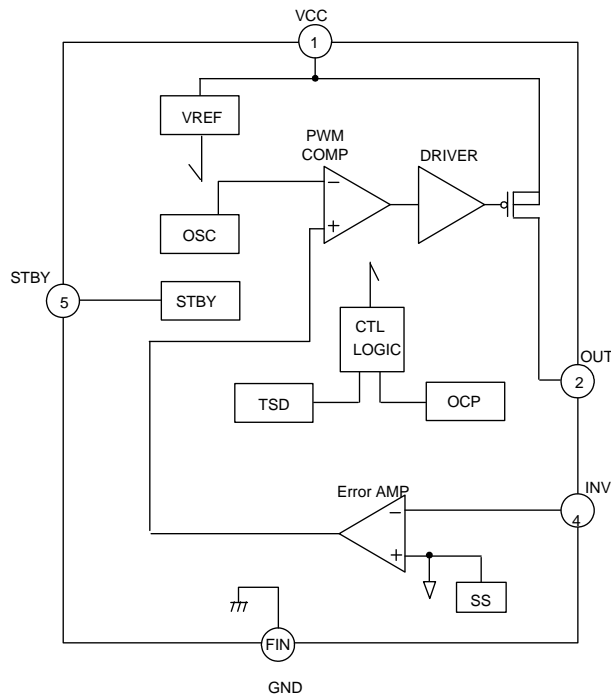 VCC
1
VREF
PWM
COMP
DRIVER
−
+
OSC
STBY
5
STBY
CTL
LOGIC
OUT
2
TSD
OCP
Error AMP
INV
4
−
+
SS
FIN
GND